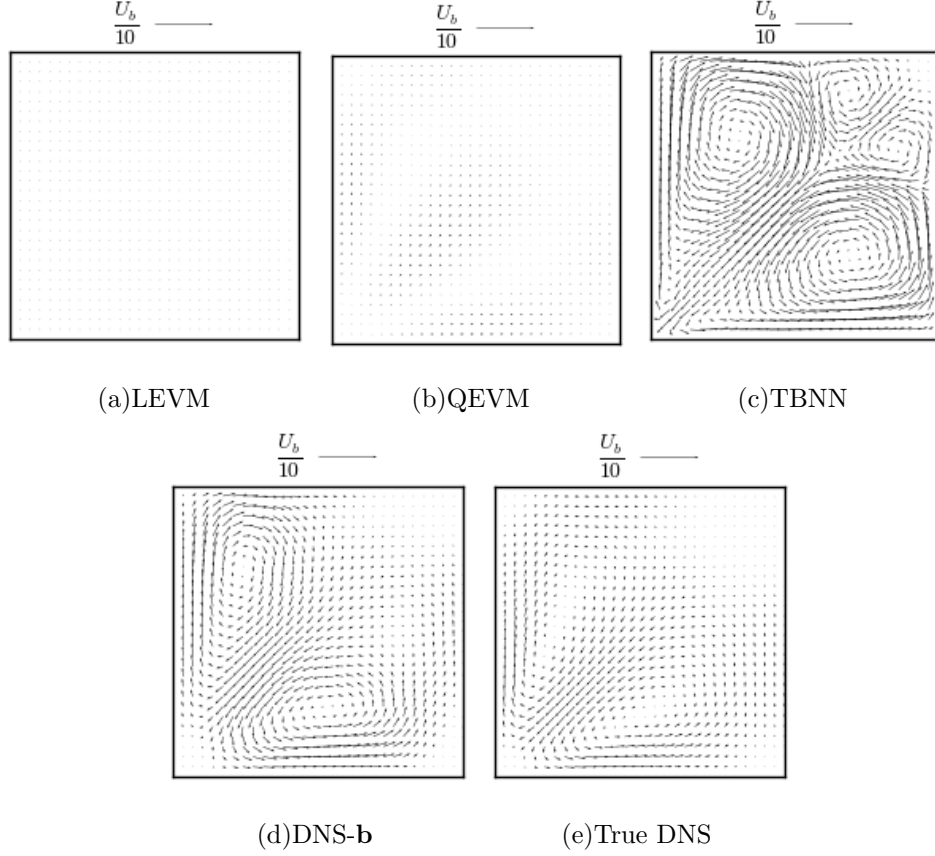 U_b/10
U_b/10
U_b/10
(a)LEVM
(b)QEVM
(c)TBNN
U_b/10
U_b/10
(d)DNS-b
(e)True DNS